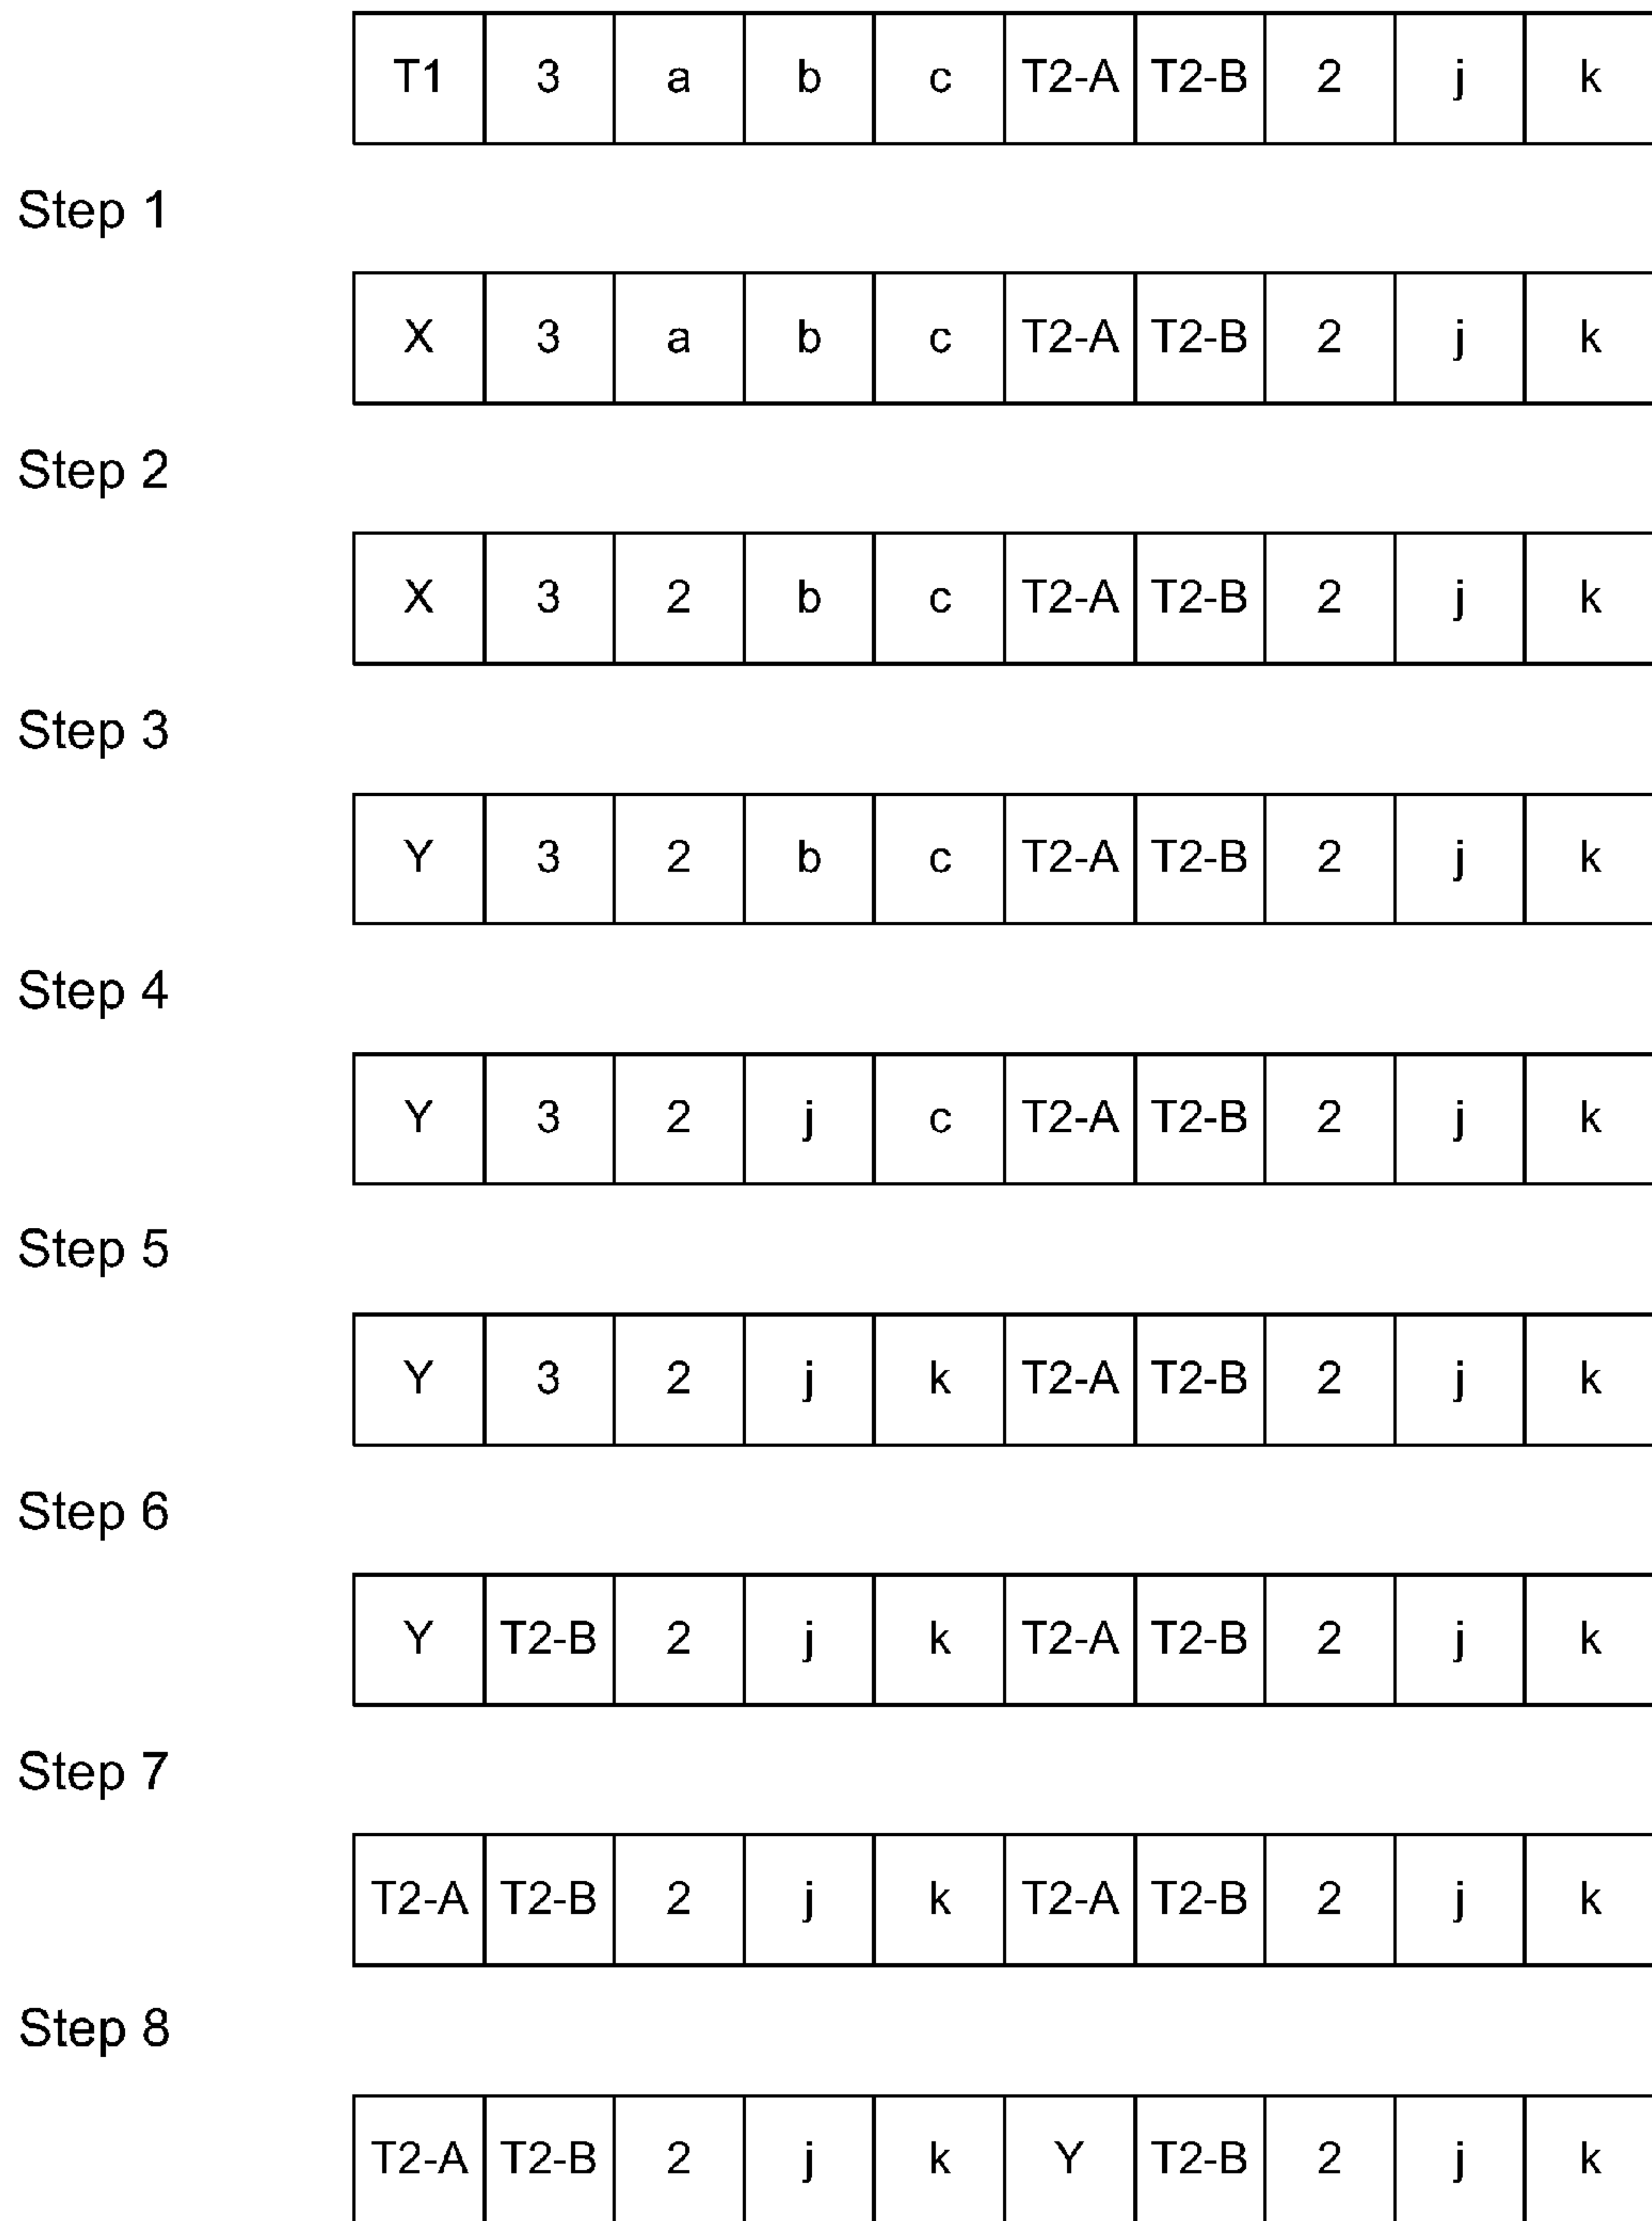 T1 3 a b c T2-A T2-B 2 j k
Step 1
X 3 a b c T2-A T2-B 2 j k
Step 2
X 3 2 b c T2-A T2-B 2 j k
Step 3
Y 3 2 b c T2-A T2-B 2 j k
Step 4
Y 3 2 j c T2-A T2-B 2 j k
Step 5
Y 3 2 j k T2-A T2-B 2 j k
Step 6
Y T2-B 2 j k T2-A T2-B 2 j k
Step 7
T2-A T2-B 2 j k T2-A T2-B 2 j k
Step 8
T2-A T2-B 2 j k Y T2-B 2 j k